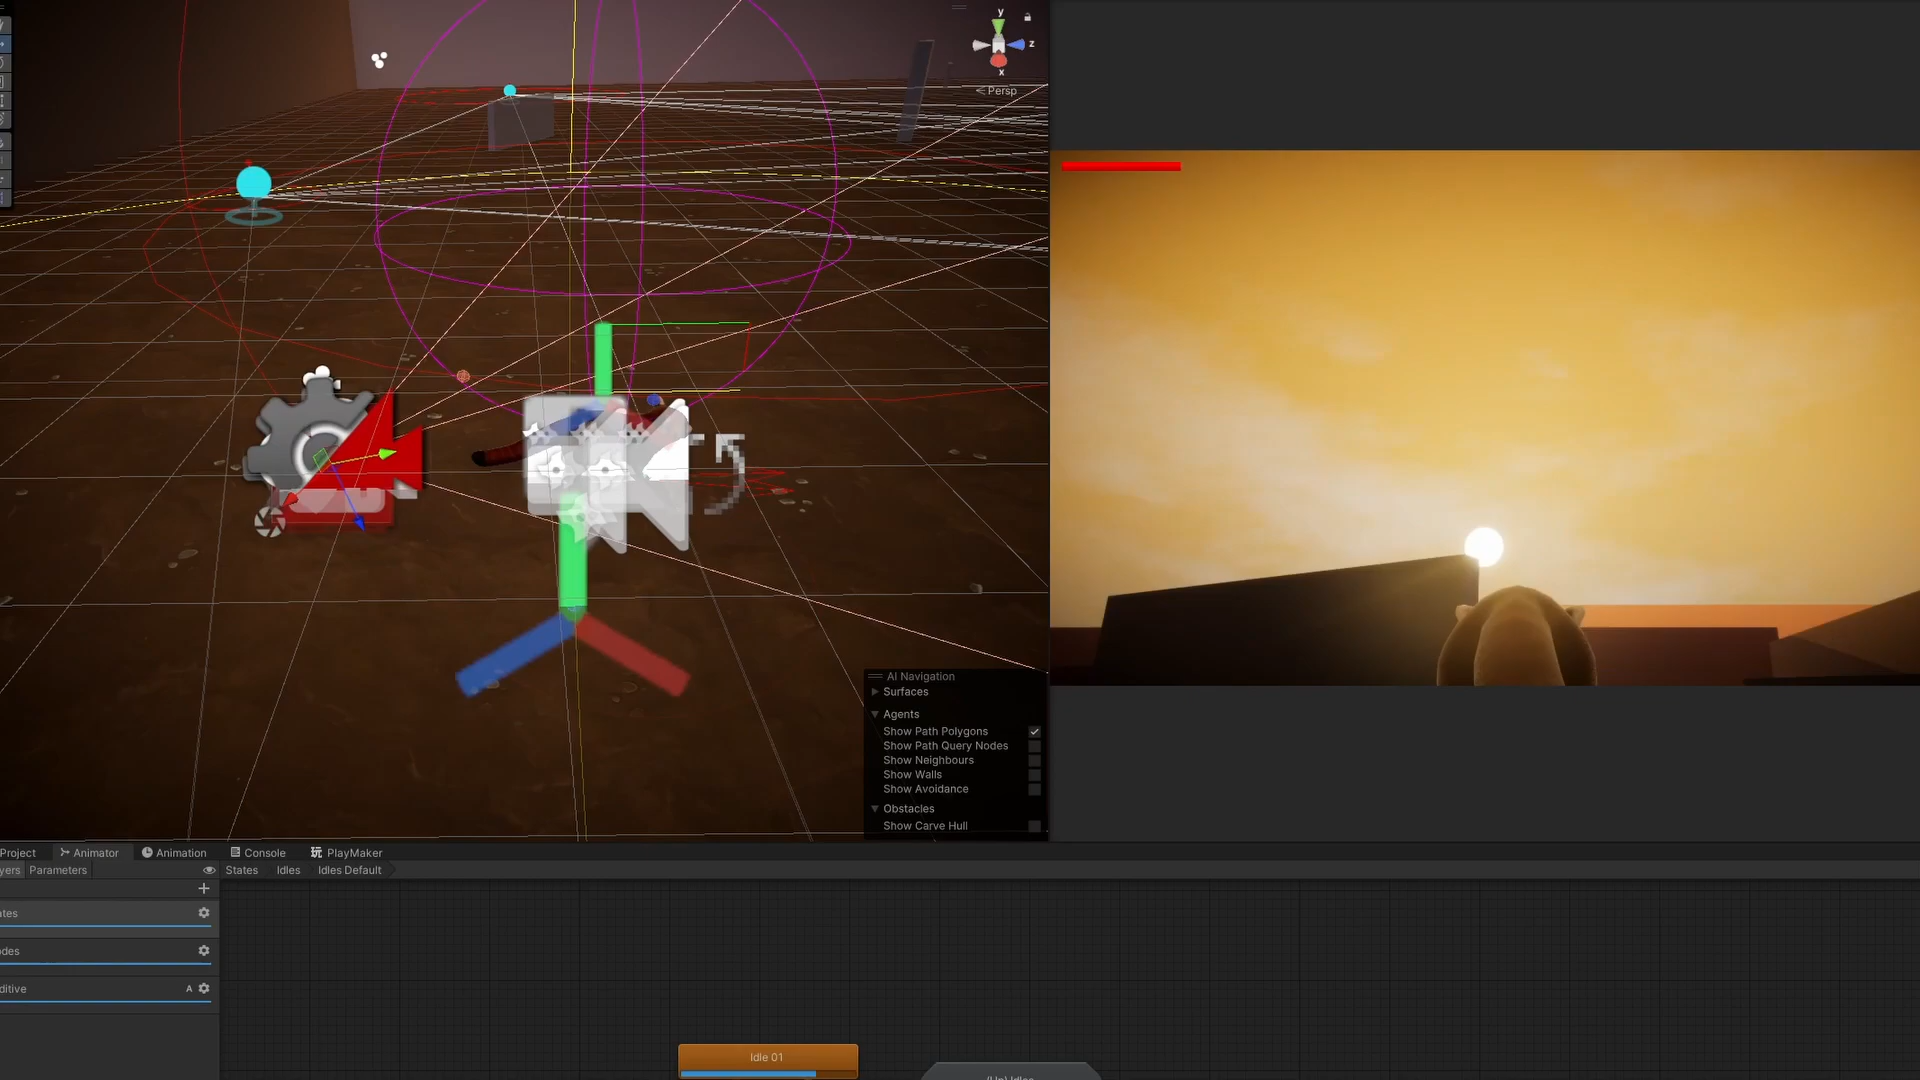 y
z
x
< Persp
AI Navigation
Surfaces
Agents
Show Path Polygons
Show Path Query Nodes
Show Neighbours
Show Walls
Show Avoidance
Obstacles
Show Carve Hull
Project
Animator
Animation
Console
PlayMaker
yers
Parameters
States
Idles
Idles Default
ates
odes
ditive
A
Idle 01
(Up) Idles